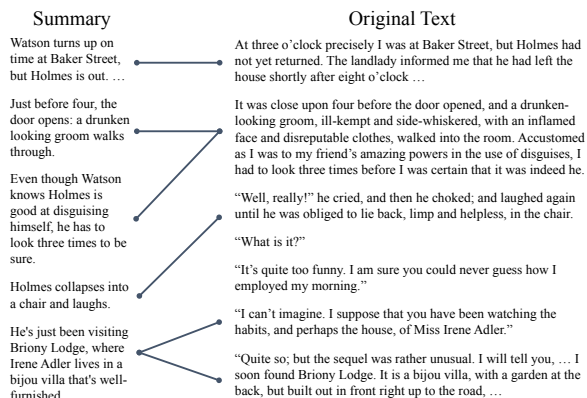 Summary
Watson turns up on
time at Baker Street,
but Holmes is out. …
Just before four, the
door opens: a drunken
looking groom walks
through.
Even though Watson
knows Holmes is
good at disguising
himself, he has to
look three times to be
sure.
Holmes collapses into
a chair and laughs.
He's just been visiting
Briony Lodge, where
Irene Adler lives in a
bijou villa that's well-
furnished
Original Text
At three o’clock precisely I was at Baker Street, but Holmes had
not yet returned. The landlady informed me that he had left the
house shortly after eight o’clock …
It was close upon four before the door opened, and a drunken-
looking groom, ill-kempt and side-whiskered, with an inflamed
face and disreputable clothes, walked into the room. Accustomed
as I was to my friend’s amazing powers in the use of disguises, I
had to look three times before I was certain that it was indeed he.
“Well, really!” he cried, and then he choked; and laughed again
until he was obliged to lie back, limp and helpless, in the chair.
“What is it?”
“It’s quite too funny. I am sure you could never guess how I
employed my morning.”
“I can’t imagine. I suppose that you have been watching the
habits, and perhaps the house, of Miss Irene Adler.”
“Quite so; but the sequel was rather unusual. I will tell you, … I
soon found Briony Lodge. It is a bijou villa, with a garden at the
back, but built out in front right up to the road, …